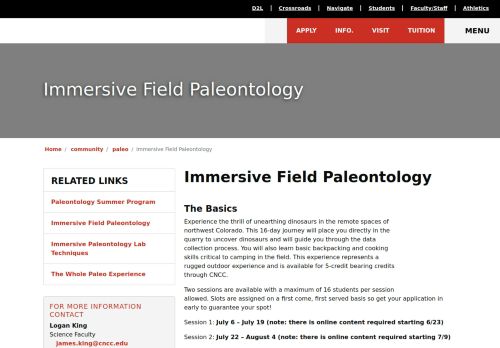 D2L | Crossroads | Navigate | Students | Faculty/Staff | Athletics
APPLY INFO. VISIT TUITION MENU
Immersive Field Paleontology
Home / community / paleo / Immersive Field Paleontology
RELATED LINKS
Paleontology Summer Program
Immersive Field Paleontology
Immersive Paleontology Lab
Techniques
The Whole Paleo Experience
FOR MORE INFORMATION
CONTACT
Logan King
Science Faculty
james.king@cncc.edu
Immersive Field Paleontology
The Basics
Experience the thrill of unearthing dinosaurs in the remote spaces of
northwest Colorado. This 16-day journey will place you directly in the
quarry to uncover dinosaurs and will guide you through the data
collection process. You will also learn basic backpacking and cooking
skills critical to camping in the field. This experience represents a
rugged outdoor experience and is available for 5-credit bearing credits
through CNCC.
Two sessions are available with a maximum of 16 students per session
allowed. Slots are assigned on a first come, first served basis so get your application in
early to guarantee your spot!
Session 1: July 6 – July 19 (note: there is online content required starting 6/23)
Session 2: July 22 – August 4 (note: there is online content required starting 7/9)